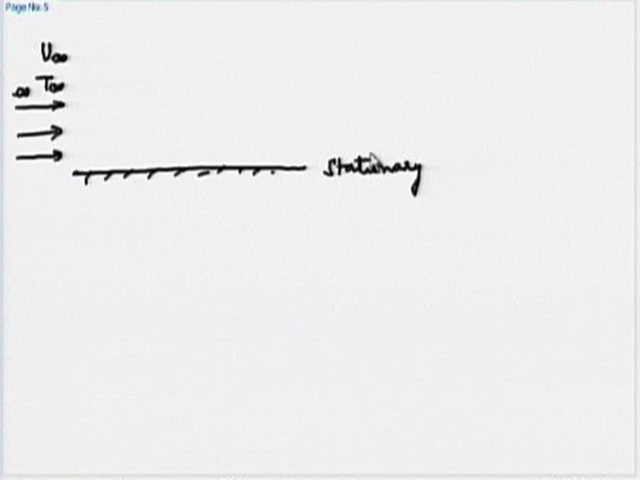 Page No: 5
U∞
∞ T∞
Stationary